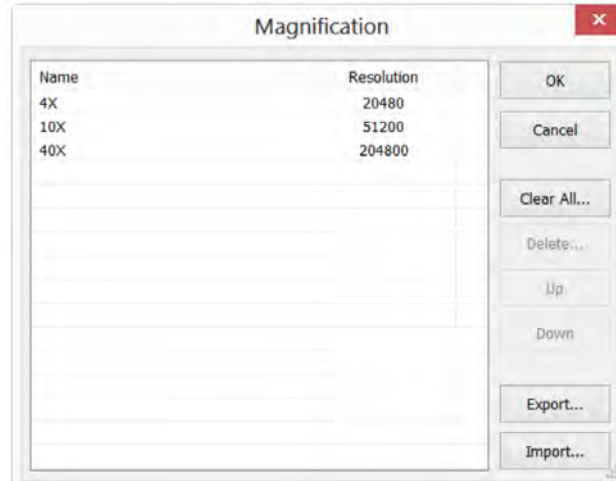 Magnification
Name Resolution
4X 20480
10X 51200
40X 204800
OK
Cancel
Clear All...
Delete...
Up
Down
Export...
Import...